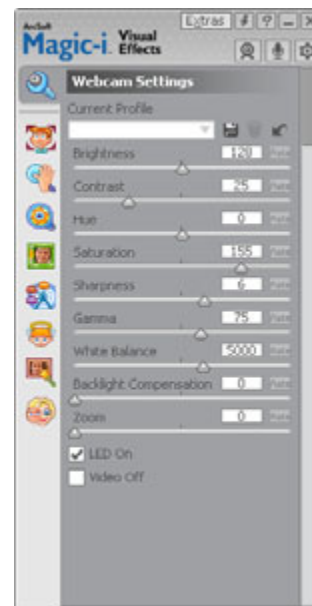 ArcSoft
Magic-i Visual Effects
Extras
Webcam Settings
Current Profile
Brightness 120
Contrast 25
Hue 0
Saturation 155
Sharpness 6
Gamma 75
White Balance 5000
Backlight Compensation 0
Zoom 0
LED On
Video Off